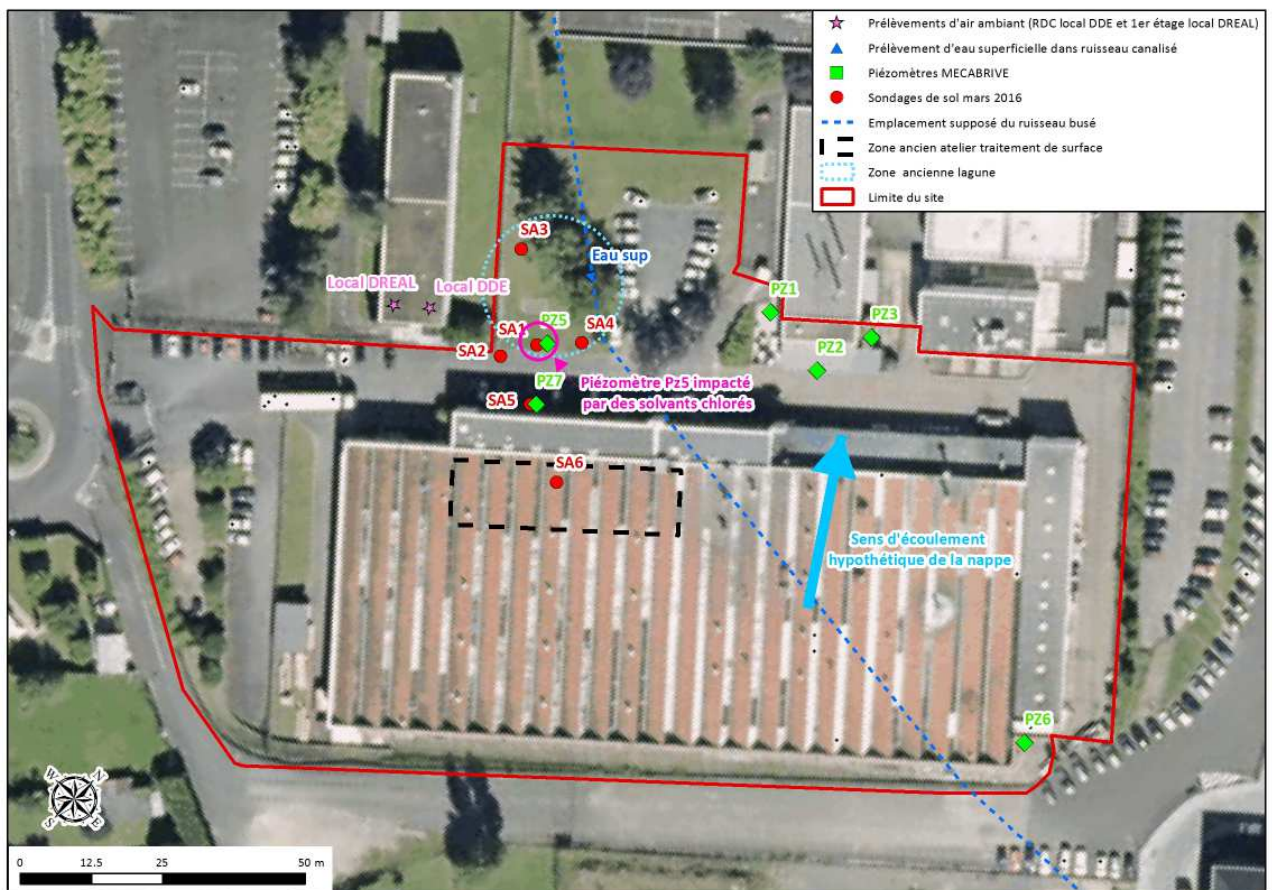 Prélèvements d'air ambiant (RDC local DDE et 1er étage local DREAL)
Prélèvement d'eau superficielle dans ruisseau canalisé
Piézomètres MECABRIVE
Sondages de sol mars 2016
Emplacement supposé du ruisseau busé
Zone ancien atelier traitement de surface
Zone ancienne lagune
Limite du site
SA3
Eau sup
Local DREAL
Local DDE
PZ1
PZ3
SA1
PZ5
SA4
SA2
PZ2
PZ7
Piézomètre Pz5 impacté
par des solvants chlorés
SA5
SA6
Sens d'écoulement
hypothétique de la nappe
PZ6
W
N
S
E
0
12.5
25
50 m